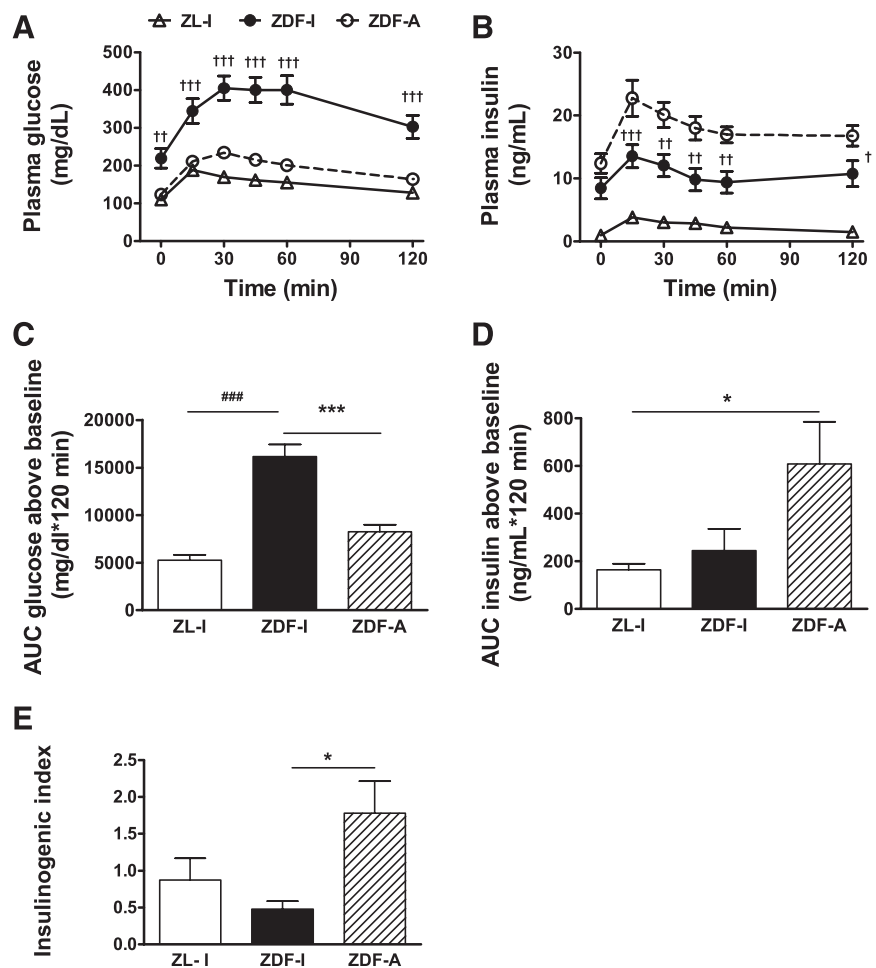 A
ZL-I ZDF-I ZDF-A
Plasma glucose
(mg/dL)
500
400
300
200
100
0
†† ††† ††† ††† ††† †††
0 30 60 90 120
Time (min)
B
Plasma insulin
(ng/mL)
30
20
10
0
††† †† †† †† †
0 30 60 90 120
Time (min)
C
AUC glucose above baseline
(mg/dl*120 min)
20000
15000
10000
5000
0
### ***
ZL-I ZDF-I ZDF-A
D
AUC insulin above baseline
(ng/mL*120 min)
800
600
400
200
0
*
ZL-I ZDF-I ZDF-A
E
Insulinogenic index
2.5
2.0
1.5
1.0
0.5
0.0
*
ZL- I ZDF-I ZDF-A